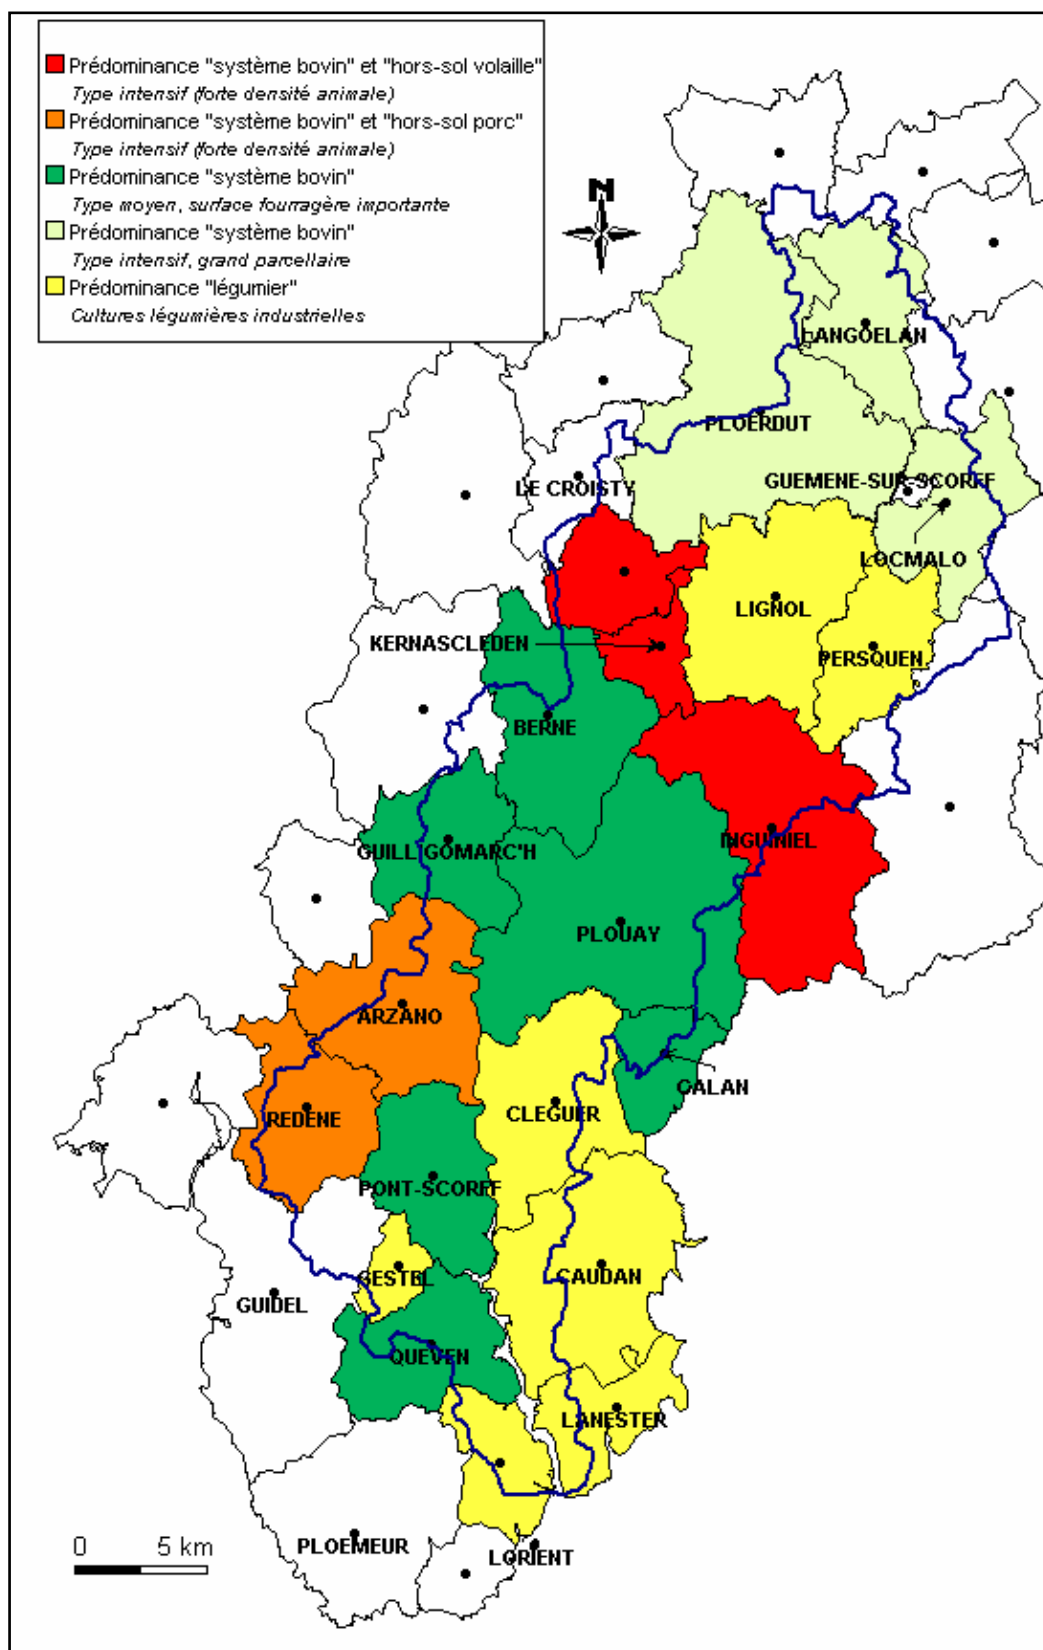 Prédominance "système bovin" et "hors-sol volaille"
Type intensif (forte densité animale)
Prédominance "système bovin" et "hors-sol porc"
Type intensif (forte densité animale)
Prédominance "système bovin"
Type moyen, surface fourragère importante
Prédominance "système bovin"
Type intensif, grand parcellaire
Prédominance "légumier"
Cultures légumières industrielles
N
LANGOELAN
PLOERDUT
GUEMENE-SUR-SCORFF
LE CROISTY
LOCMALO
LIGNOL
KERNASCLEDEN
PERSQUEN
BERNE
INGUINIEL
GUILLIGOMARC'H
PLOUAY
ARZANO
CALAN
CLEGUER
REDENE
PONT-SCORFF
GESTEL
CAUDAN
GUIDEL
QUEVEN
LANESTER
PLOEMEUR
LORIENT
0 5 km